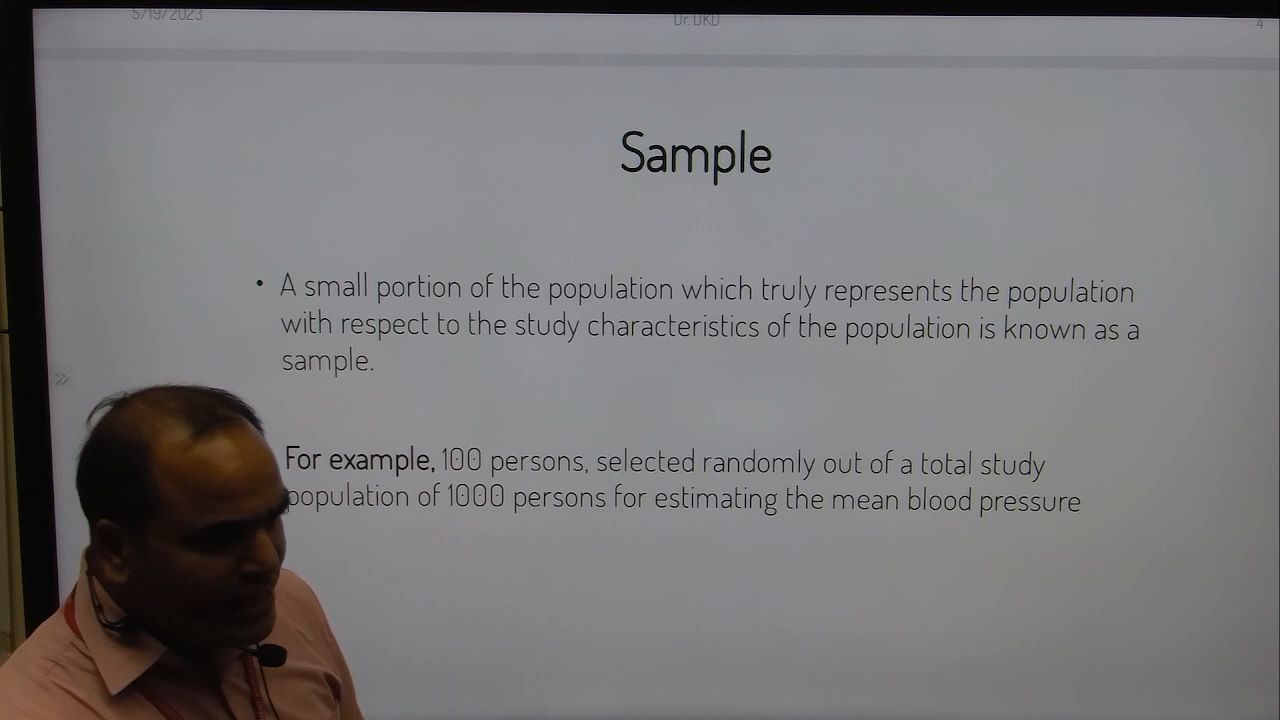 5/19/2023 Dr. DKD 4
Sample
• A small portion of the population which truly represents the population
with respect to the study characteristics of the population is known as a
sample.
For example, 100 persons, selected randomly out of a total study
population of 1000 persons for estimating the mean blood pressure